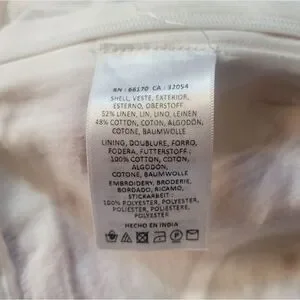 RN : 66170 CA : 32054
SHELL, VESTE, EXTERIOR,
ESTERNO, OBERSTOFF:
52% LINEN, LIN, LINO, LEINEN
48% COTTON, COTON, ALGODÓN,
COTONE, BAUMWOLLE
LINING, DOUBLURE, FORRO,
FODERA, FUTTERSTOFF:
100% COTTON, COTON,
ALGODÓN,
COTONE, BAUMWOLLE
EMBROIDERY, BRODERIE,
BORDADO, RICAMO,
STICKARBEIT:
100% POLYESTER, POLYESTER,
POLIÉSTER, POLIESTERE,
POLYESTER
HECHO EN INDIA